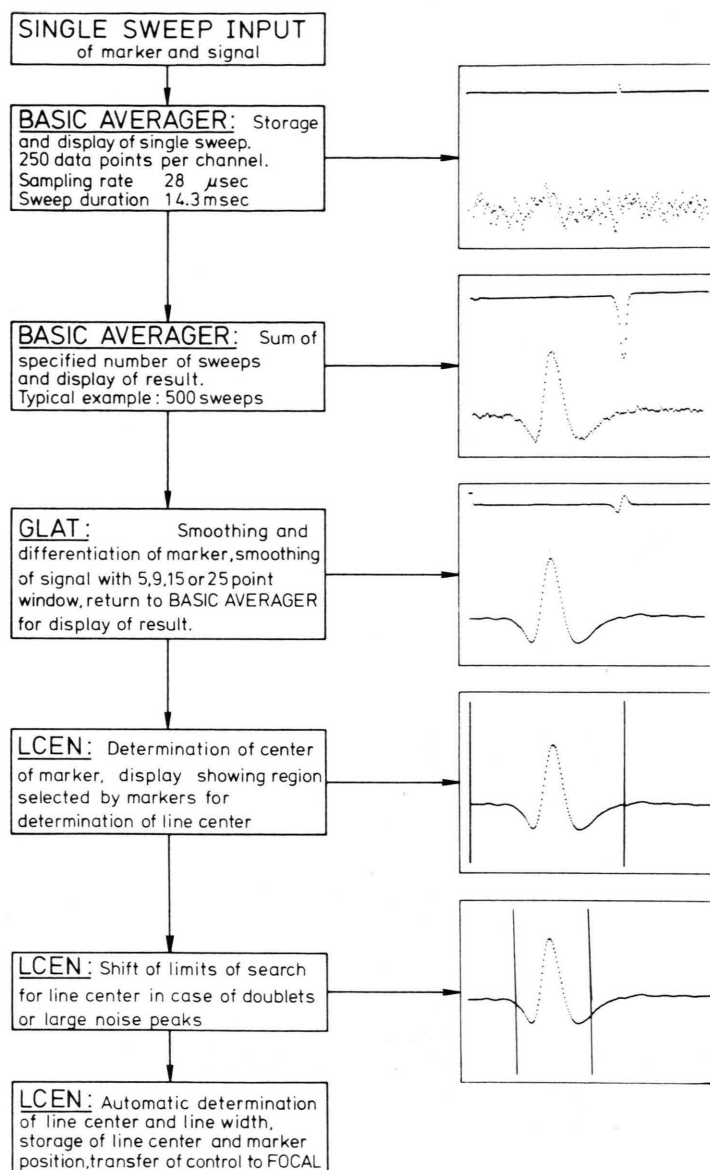 SINGLE SWEEP INPUT
of marker and signal
BASIC AVERAGER: Storage
and display of single sweep.
250 data points per channel.
Sampling rate 28 μsec
Sweep duration 14.3 msec
BASIC AVERAGER: Sum of
specified number of sweeps
and display of result.
Typical example: 500 sweeps
GLAT: Smoothing and
differentiation of marker, smoothing
of signal with 5, 9, 15 or 25 point
window, return to BASIC AVERAGER
for display of result.
LCEN: Determination of center
of marker, display showing region
selected by markers for
determination of line center
LCEN: Shift of limits of search
for line center in case of doublets
or large noise peaks
LCEN: Automatic determination
of line center and line width,
storage of line center and marker
position, transfer of control to FOCAL